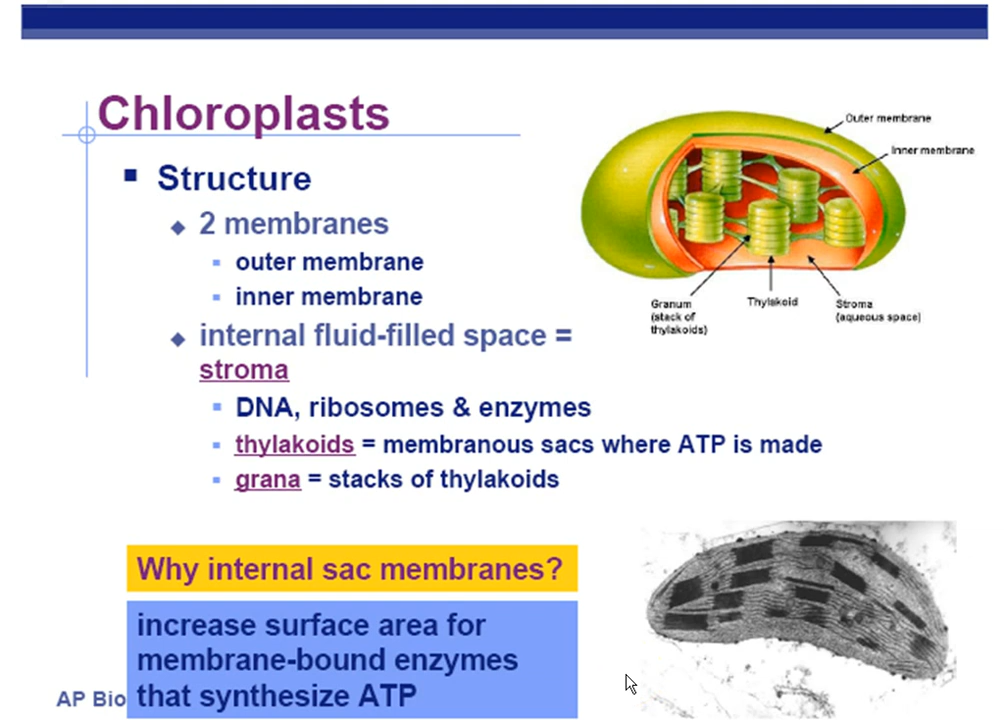 Chloroplasts
Structure
2 membranes
outer membrane
inner membrane
internal fluid-filled space =
stroma
DNA, ribosomes & enzymes
thylakoids = membranous sacs where ATP is made
grana = stacks of thylakoids
Outer membrane
Inner membrane
Granum
(stack of
thylakoids)
Thylakoid
Stroma
(aqueous space)
Why internal sac membranes?
increase surface area for
membrane-bound enzymes
that synthesize ATP
AP Bio